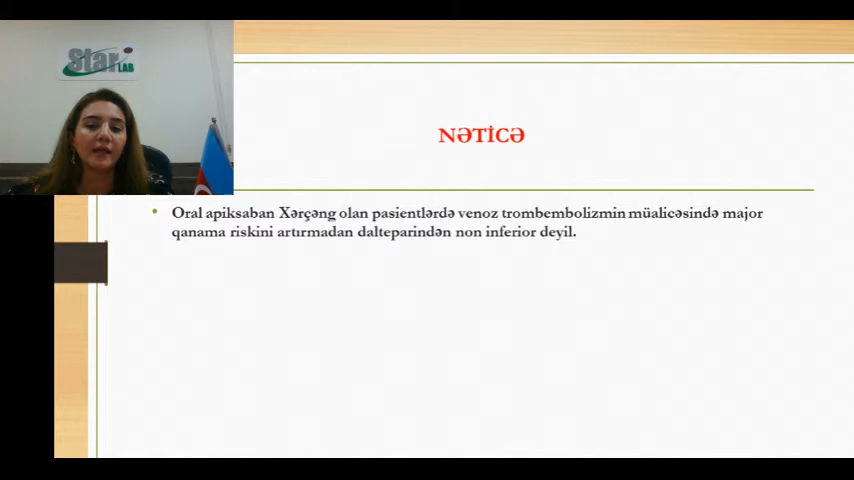 Star LAB
NƏTİCƏ
• Oral apiksaban Xərçəng olan pasientlərdə venoz trombembolizmin müalicəsində major
qanama riskini artırmadan dalteparindən non inferior deyil.